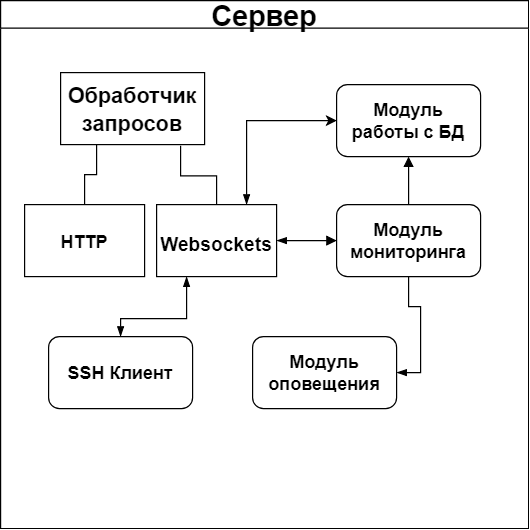 Сервер
Обработчик
запросов
Модуль
работы с БД
HTTP
Websockets
Модуль
мониторинга
SSH Клиент
Модуль
оповещения